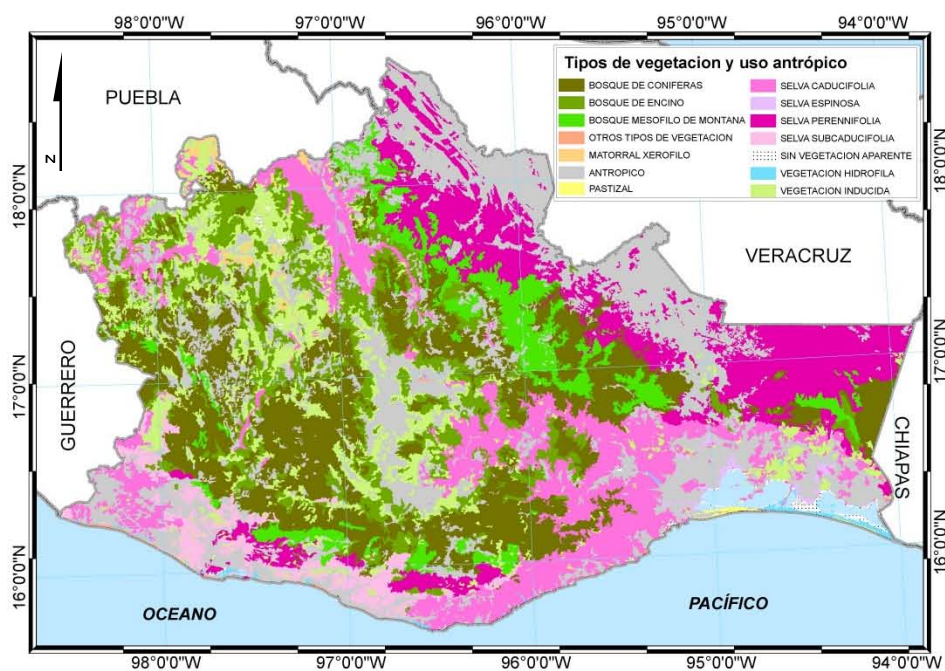 98°0'0"W 97°0'0"W 96°0'0"W 95°0'0"W 94°0'0"W
Tipos de vegetacion y uso antrópico
BOSQUE DE CONIFERAS
BOSQUE DE ENCINO
BOSQUE MESOFILO DE MONTANA
OTROS TIPOS DE VEGETACION
MATORRAL XEROFILO
ANTROPICO
PASTIZAL
SELVA CADUCIFOLIA
SELVA ESPINOSA
SELVA PERENNIFOLIA
SELVA SUBCADUCIFOLIA
SIN VEGETACION APARENTE
VEGETACION HIDROFILA
VEGETACION INDUCIDA
N
PUEBLA
VERACRUZ
GUERRERO
CHIAPAS
OCEANO PACÍFICO
18°0'0"N
17°0'0"N
16°0'0"N
18°0'0"N
17°0'0"N
16°0'0"N
98°0'0"W 97°0'0"W 96°0'0"W 95°0'0"W 94°0'0"W